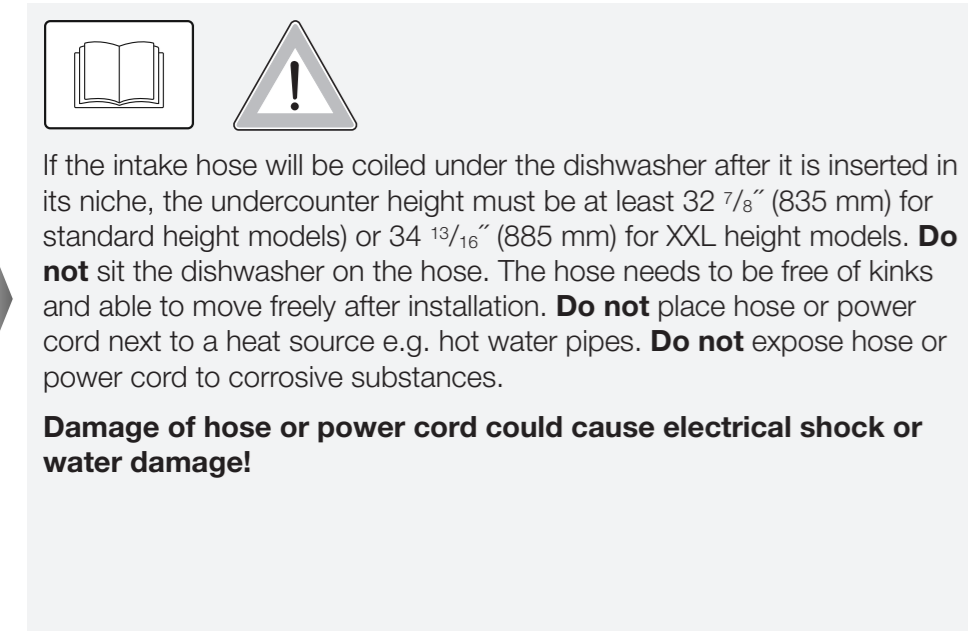 If the intake hose will be coiled under the dishwasher after it is inserted in
its niche, the undercounter height must be at least 32 7/8˝ (835 mm) for
standard height models) or 34 13/16˝ (885 mm) for XXL height models. Do
not sit the dishwasher on the hose. The hose needs to be free of kinks
and able to move freely after installation. Do not place hose or power
cord next to a heat source e.g. hot water pipes. Do not expose hose or
power cord to corrosive substances.
Damage of hose or power cord could cause electrical shock or
water damage!